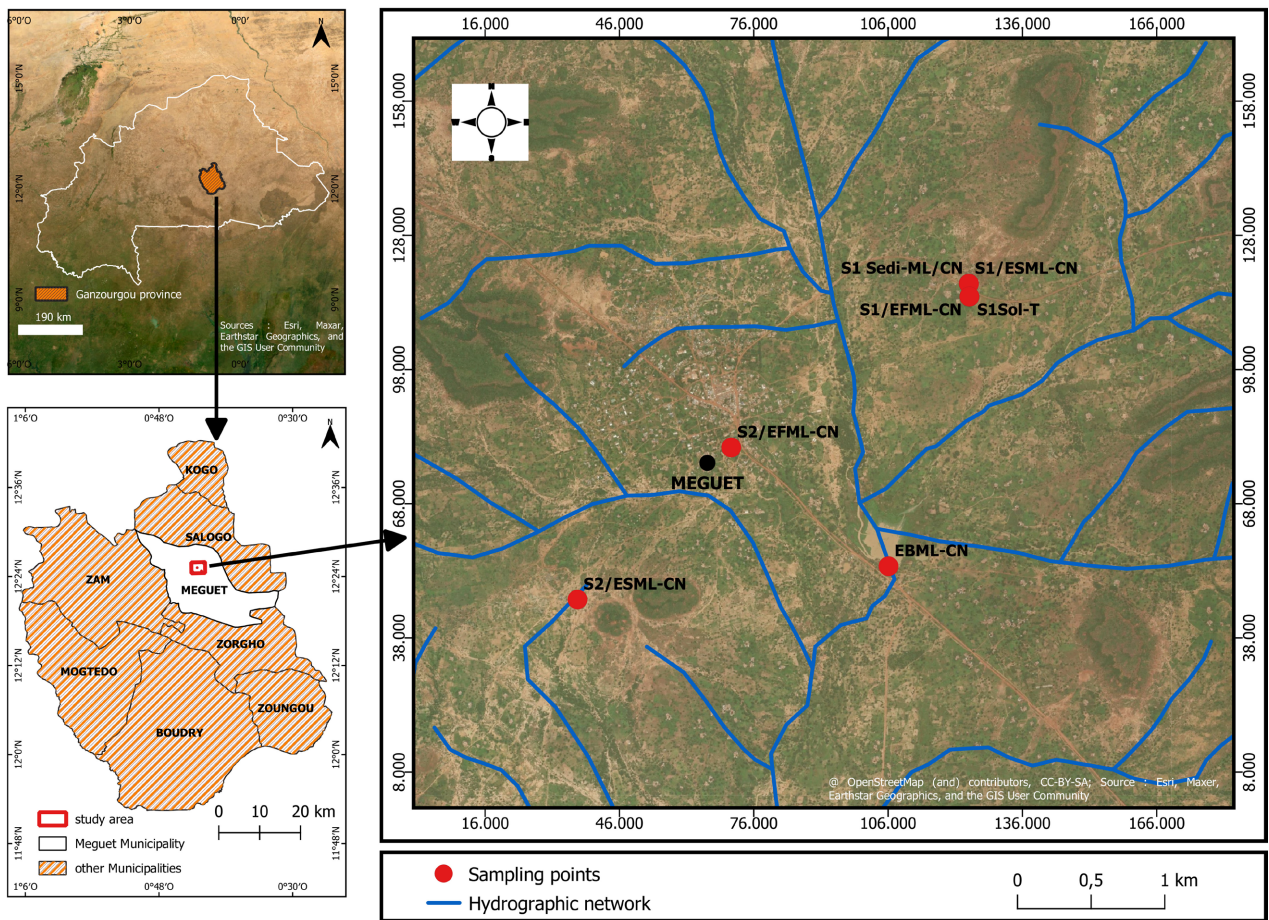 6°0'O
3°0'O
0°0'
N
15°0'N
15°0'N
12°0'N
12°0'N
9°0'N
9°0'N
Ganzourgou province
190 km
Sources : Esri, Maxar,
Earthstar Geographics, and
the GIS User Community
6°0'O
3°0'O
0°0'
1°6'O
0°48'O
0°30'O
N
12°36'N
12°36'N
12°24'N
12°24'N
12°12'N
12°12'N
12°0'N
12°0'N
11°48'N
11°48'N
KOGO
SALOGO
ZAM
MEGUET
ZORGHO
MOGTEDO
ZOUNGOU
BOUDRY
study area
Meguet Municipality
other Municipalities
0 10 20 km
1°6'O
0°48'O
0°30'O
16.000
46.000
76.000
106.000
136.000
166.000
158.000
158.000
128.000
128.000
98.000
98.000
68.000
68.000
38.000
38.000
8.000
8.000
S1 Sedi-ML/CN
S1/ESML-CN
S1/EFML-CN
S1Sol-T
S2/EFML-CN
MEGUET
EBML-CN
S2/ESML-CN
@ OpenStreetMap (and) contributors, CC-BY-SA; Source : Esri, Maxer,
Earthstar Geographics, and the GIS User Community
16.000
46.000
76.000
106.000
136.000
166.000
Sampling points
Hydrographic network
0 0,5 1 km